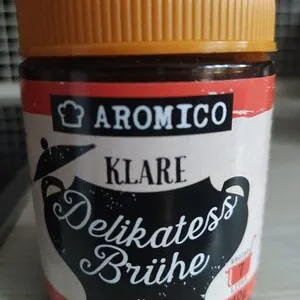 AROMICO
KLARE
Delikatess
Brühe